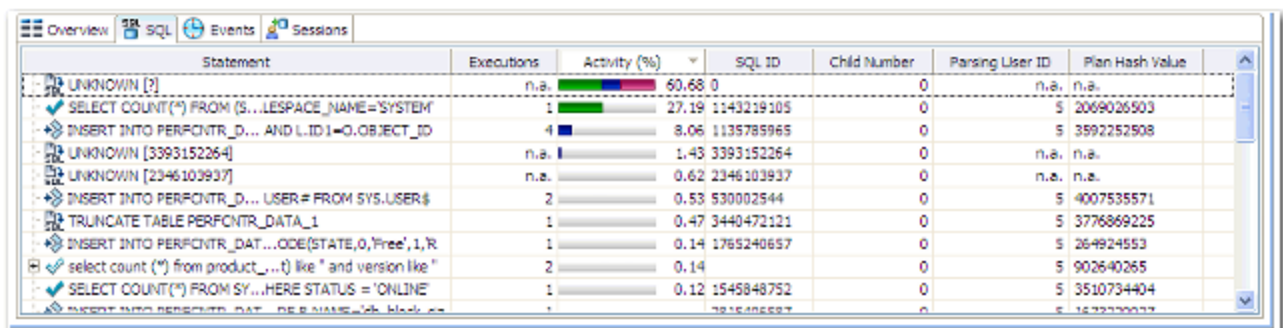 Overview SQL Events Sessions
Statement Executions Activity (%) SQL ID Child Number Parsing User ID Plan Hash Value
UNKNOWN [?] n.a. 60.68 0 0 n.a. n.a.
SELECT COUNT(*) FROM (S...LESPACE_NAME='SYSTEM' 1 27.19 1143219105 0 5 2069026503
INSERT INTO PERFCNTR_D... AND L.ID1=O.OBJECT_ID 4 8.06 1135785965 0 5 3592252508
UNKNOWN [3393152264] n.a. 1.43 3393152264 0 n.a. n.a.
UNKNOWN [2346103937] n.a. 0.62 2346103937 0 n.a. n.a.
INSERT INTO PERFCNTR_D... USER# FROM SYS.USER$ 2 0.53 530002544 0 5 4007535571
TRUNCATE TABLE PERFCNTR_DATA_1 1 0.47 3440472121 0 5 3776869225
INSERT INTO PERFCNTR_DAT...ODE(STATE,0,'Free',1,'R 1 0.14 1765240657 0 5 264924553
select count (*) from product_...t) like '' and version like '' 2 0.14 0 5 902640265
SELECT COUNT(*) FROM SY...HERE STATUS = 'ONLINE' 1 0.12 1545848752 0 5 3510734404
INSERT INTO PERFCNTR_DAT 1 0 5